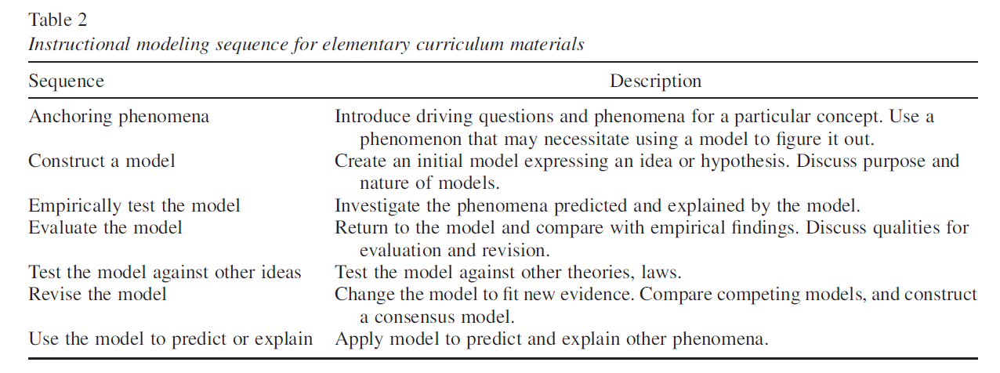 Table 2
Instructional modeling sequence for elementary curriculum materials
Sequence Description
Anchoring phenomena Introduce driving questions and phenomena for a particular concept. Use a
phenomenon that may necessitate using a model to figure it out.
Construct a model Create an initial model expressing an idea or hypothesis. Discuss purpose and
nature of models.
Empirically test the model Investigate the phenomena predicted and explained by the model.
Evaluate the model Return to the model and compare with empirical findings. Discuss qualities for
evaluation and revision.
Test the model against other ideas Test the model against other theories, laws.
Revise the model Change the model to fit new evidence. Compare competing models, and construct
a consensus model.
Use the model to predict or explain Apply model to predict and explain other phenomena.